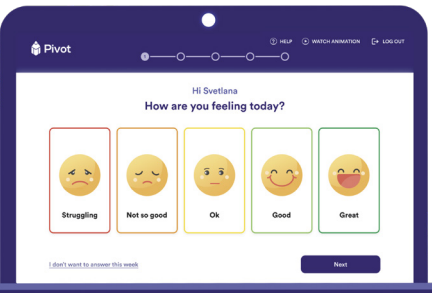 Pivot
HELP
WATCH ANIMATION
LOG OUT
1
Hi Svetlana
How are you feeling today?
Struggling
Not so good
Ok
Good
Great
I don't want to answer this week
Next